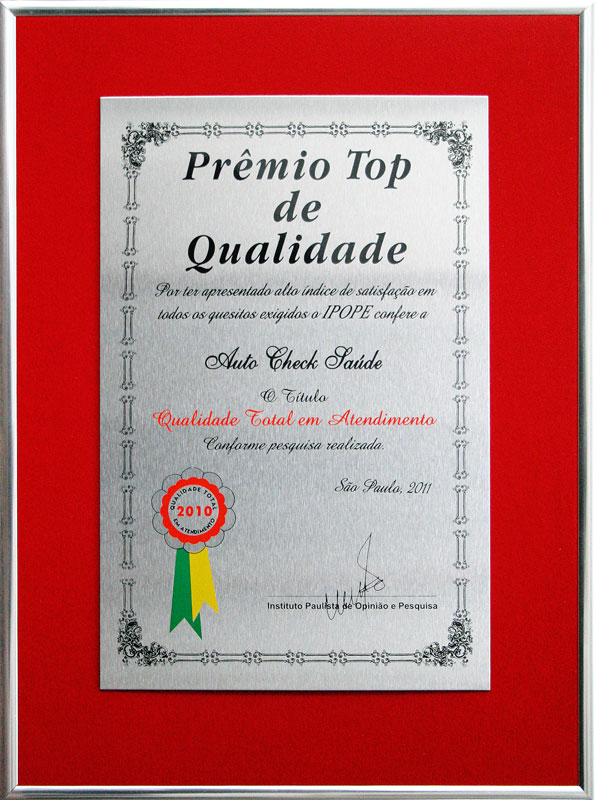 Prêmio Top
de
Qualidade
Por ter apresentado alto índice de satisfação em
todos os quesitos exigidos o IPOPE confere a
Auto Check Saúde
O Título
Qualidade Total em Atendimento
Conforme pesquisa realizada.
São Paulo, 2011
QUALIDADE TOTAL
2010
EM ATENDIMENTO
Instituto Paulista de Opinião e Pesquisa